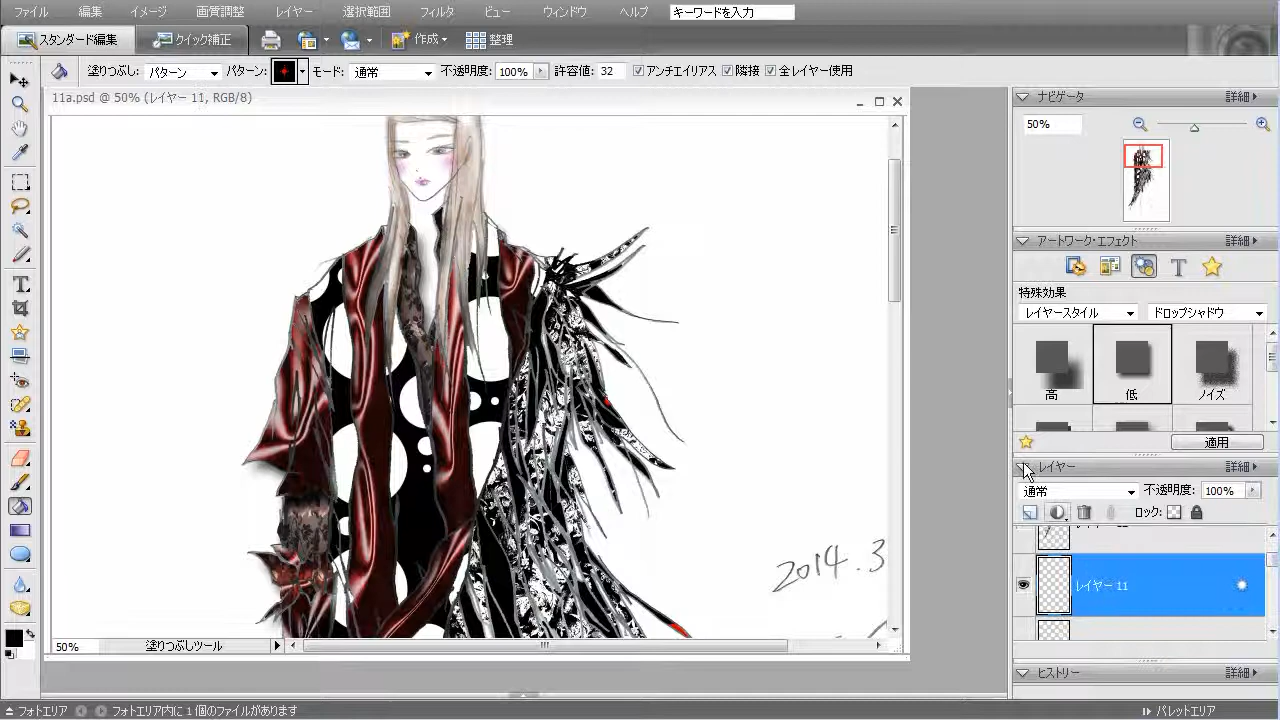 ファイル 編集 イメージ 画質調整 レイヤー 選択範囲 フィルタ ビュー ウィンドウ ヘルプ キーワードを入力
スタンダード編集 クイック補正 作成 整理
塗りつぶし: パターン パターン: モード: 通常 不透明度: 100% 許容値: 32 アンチエイリアス 隣接 全レイヤー使用
11a.psd @ 50% (レイヤー 11, RGB/8)
ナビゲータ 詳細
50%
アートワーク・エフェクト 詳細
特殊効果
レイヤースタイル ドロップシャドウ
高 低 ノイズ
適用
レイヤー 詳細
通常 不透明度: 100%
ロック:
レイヤー 11
2014.3
50% 塗りつぶしツール
ヒストリー 詳細
フォトエリア フォトエリア内に 1 個のファイルがあります パレットエリア